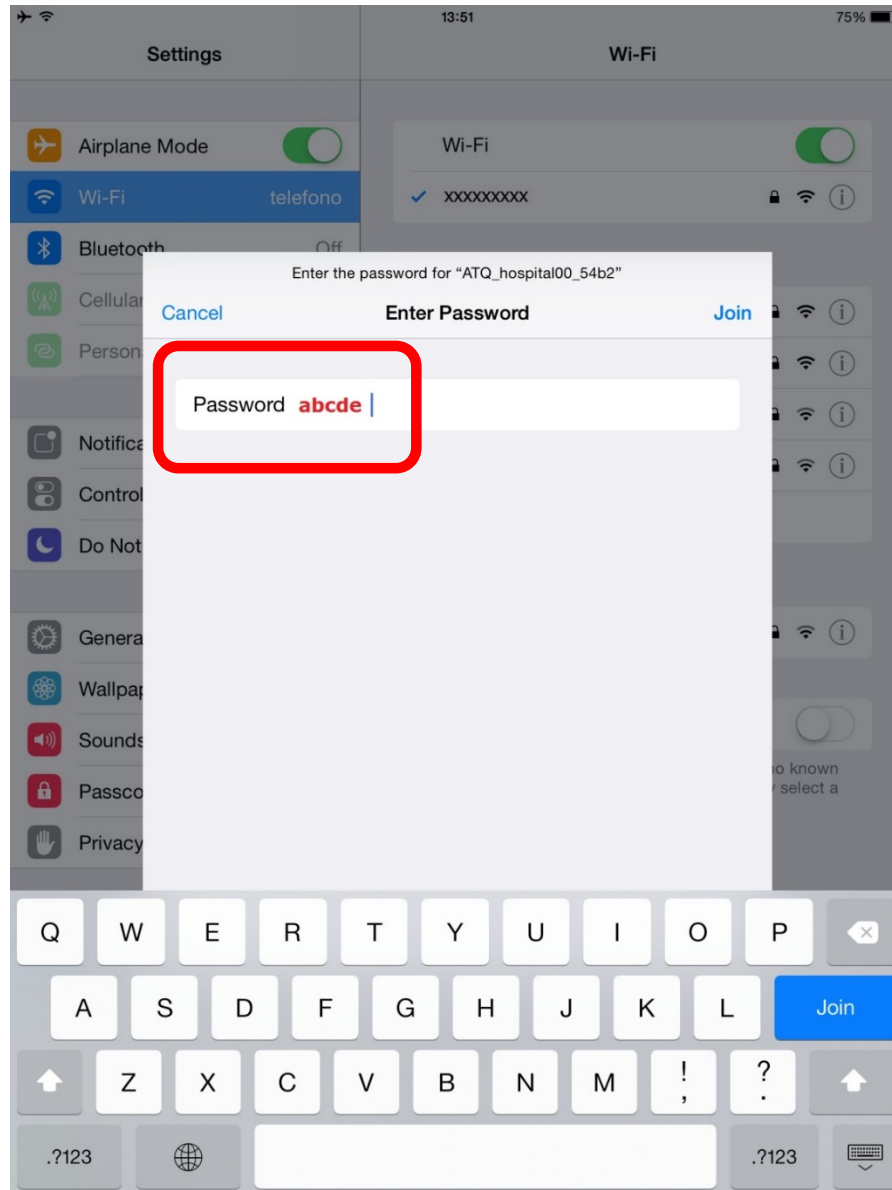 13:51
75%
Settings
Wi-Fi
Airplane Mode
Wi-Fi
Wi-Fi telefono
xxxxxxxxx
Bluetooth Off
Enter the password for “ATQ_hospital00_54b2”
Cellular
Cancel Enter Password Join
Person
Password abcde
Notifica
Control
Do Not
Genera
Wallpap
Sounds
no known
Passco
y select a
Privacy
Q W E R T Y U I O P
A S D F G H J K L Join
Z X C V B N M ! , ? .
.?123 .?123